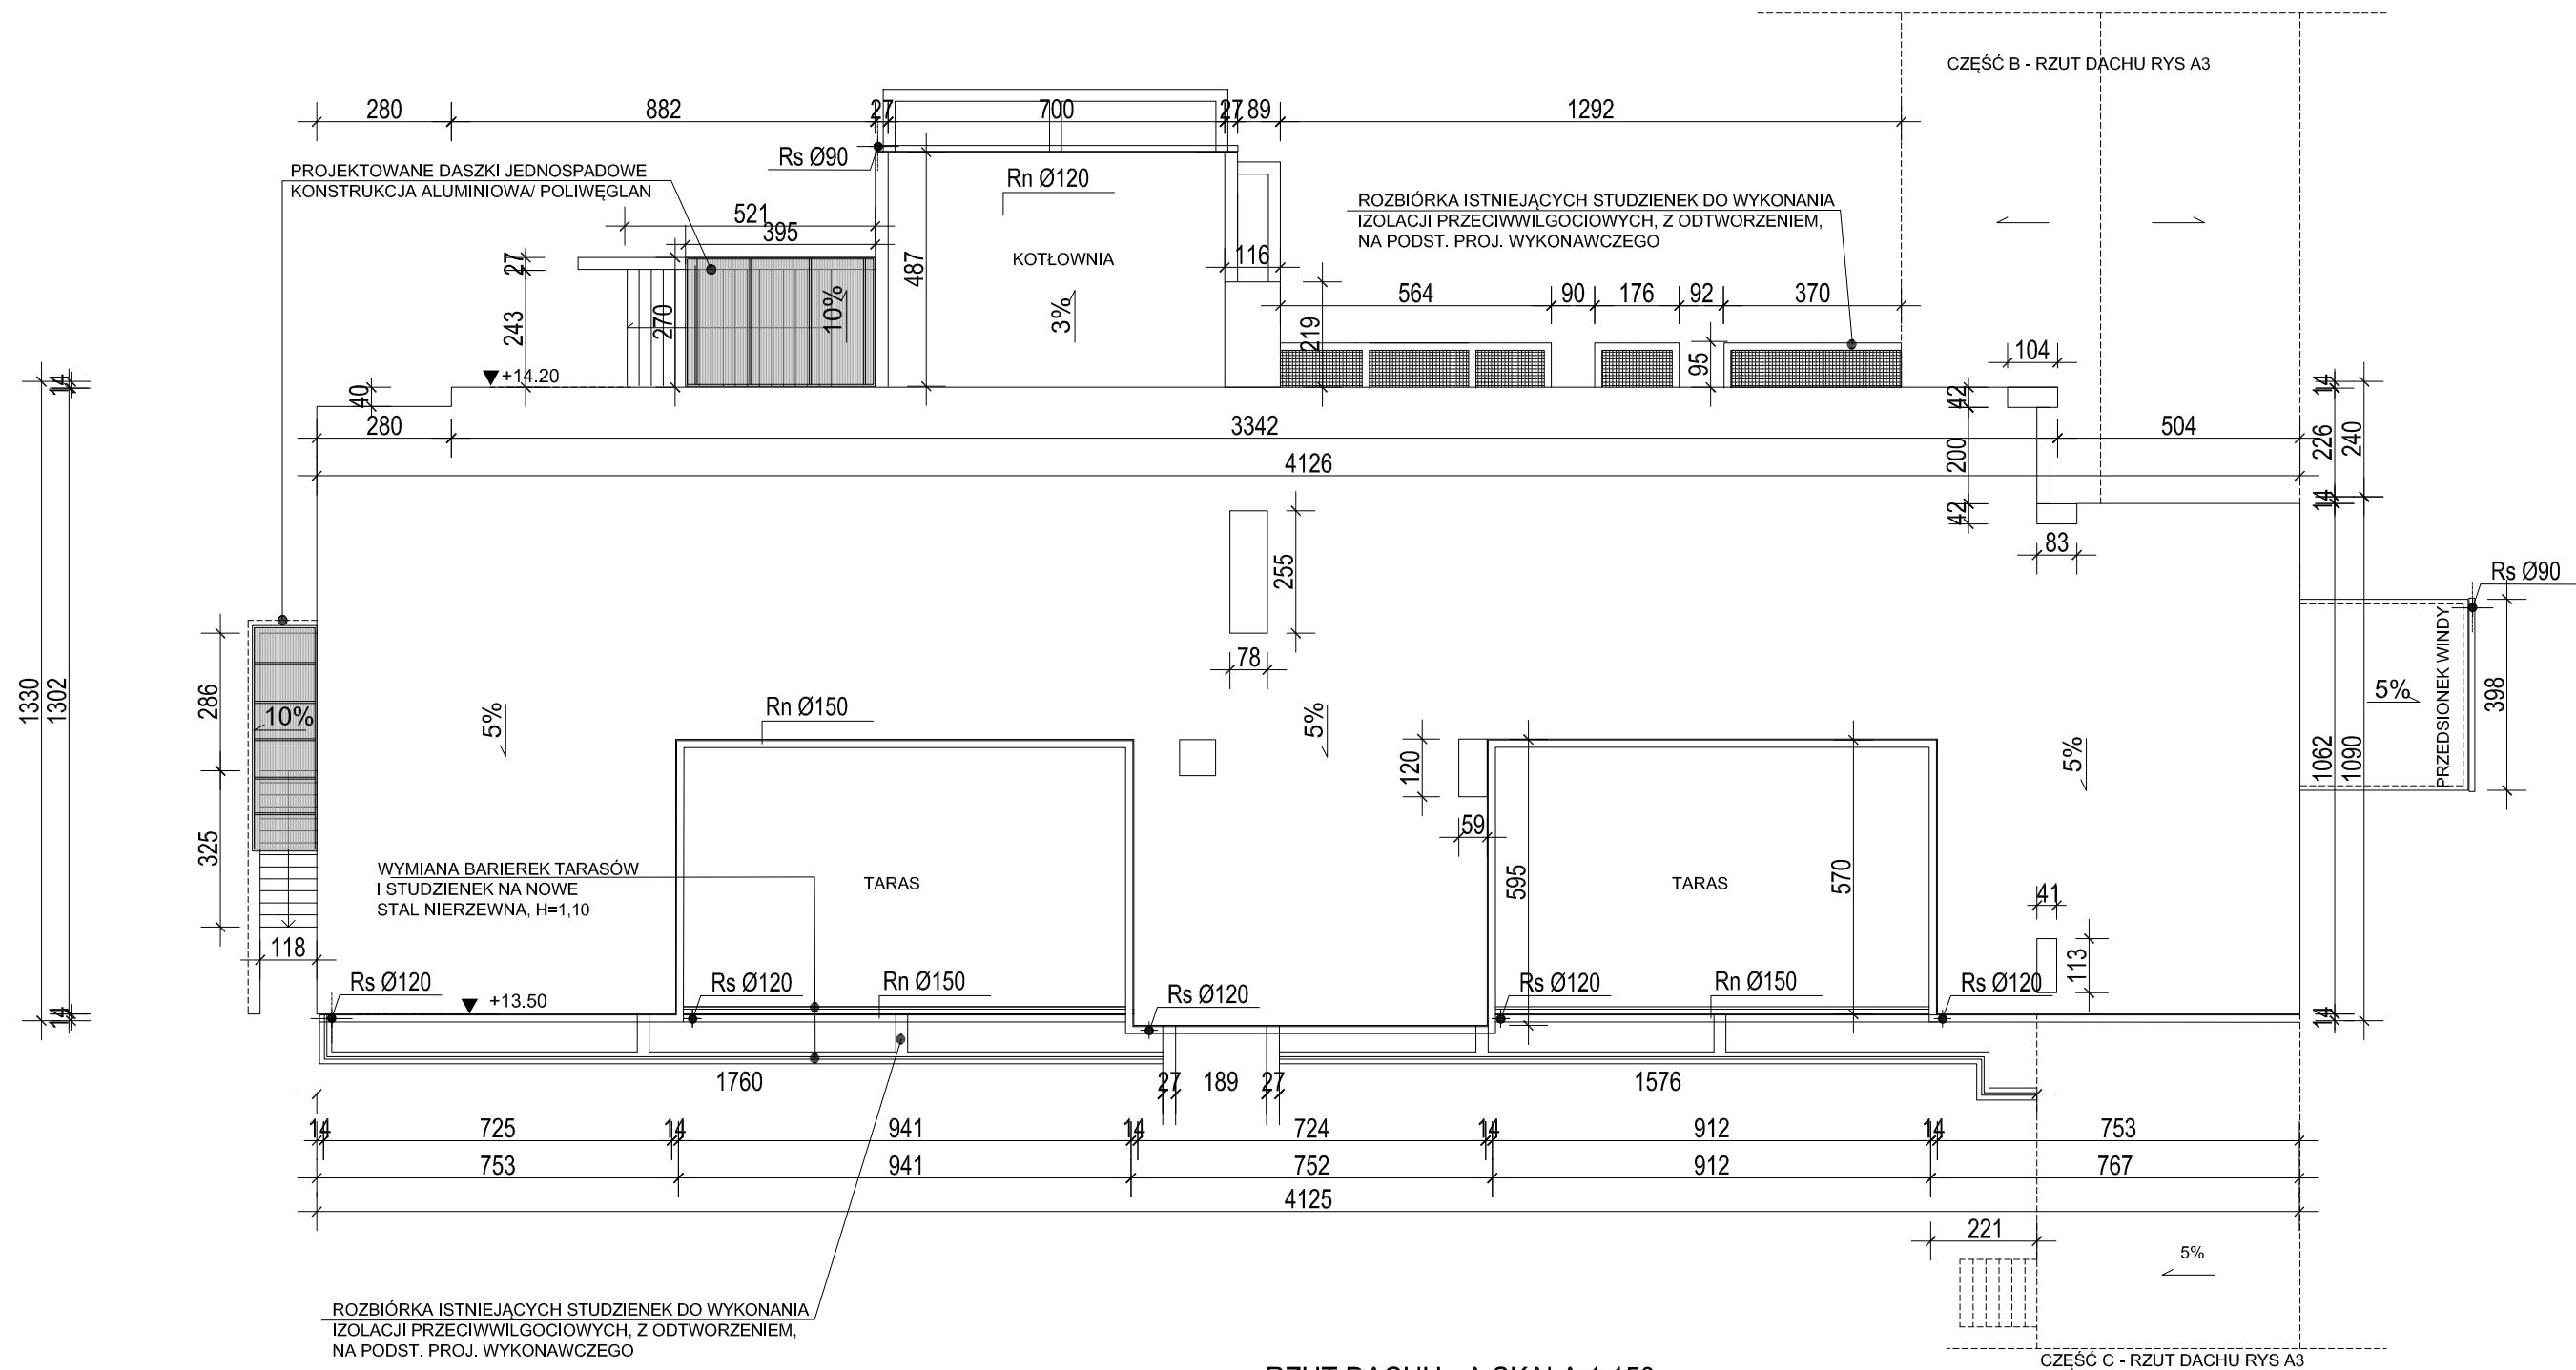 CZĘŚĆ B - RZUT DACHU RYS A3
280 882 27 700 27 89 1292
PROJEKTOWANE DASZKI JEDNOSPADOWE
KONSTRUKCJA ALUMINIOWA/ POLIWĘGLAN
Rs Ø90
Rn Ø120
ROZBIÓRKA ISTNIEJĄCYCH STUDZIENEK DO WYKONANIA
IZOLACJI PRZECIWWILGOCIOWYCH, Z ODTWORZENIEM,
NA PODST. PROJ. WYKONAWCZEGO
521
395
27
243
270
10%
487
KOTŁOWNIA
3%
116
219
564 90 176 92 370
95
104
+14.20
14
40
42
14
280 3342 504
200
226
240
4126
42
14
255
83
78
Rs Ø90
PRZEDSIONEK WINDY
5%
398
1330
1302
286
10%
325
118
5%
Rn Ø150
5%
120
59
5%
1062
1090
WYMIANA BARIEREK TARASÓW
I STUDZIENEK NA NOWE
STAL NIERZEWNA, H=1,10
TARAS
595
TARAS
570
41
113
Rs Ø120
+13.50
Rs Ø120
Rn Ø150
Rs Ø120
Rs Ø120
Rn Ø150
Rs Ø120
14
14
1760 27 189 27 1576
14 725 14 941 14 724 14 912 14 753
753 941 752 912 767
4125
221
5%
ROZBIÓRKA ISTNIEJĄCYCH STUDZIENEK DO WYKONANIA
IZOLACJI PRZECIWWILGOCIOWYCH, Z ODTWORZENIEM,
NA PODST. PROJ. WYKONAWCZEGO
CZĘŚĆ C - RZUT DACHU RYS A3